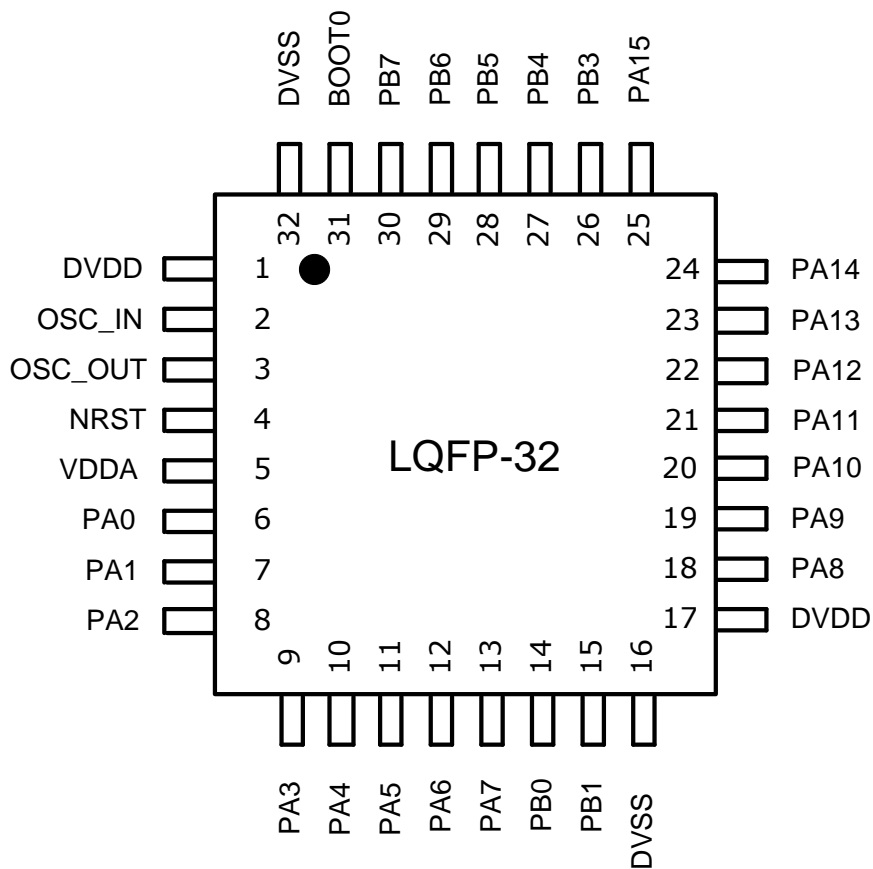 DVSS
BOOT0
PB7
PB6
PB5
PB4
PB3
PA15
32
31
30
29
28
27
26
25
DVDD 1
OSC_IN 2
OSC_OUT 3
NRST 4
VDDA 5
PA0 6
PA1 7
PA2 8
24 PA14
23 PA13
22 PA12
21 PA11
20 PA10
19 PA9
18 PA8
17 DVDD
LQFP-32
9
10
11
12
13
14
15
16
PA3
PA4
PA5
PA6
PA7
PB0
PB1
DVSS